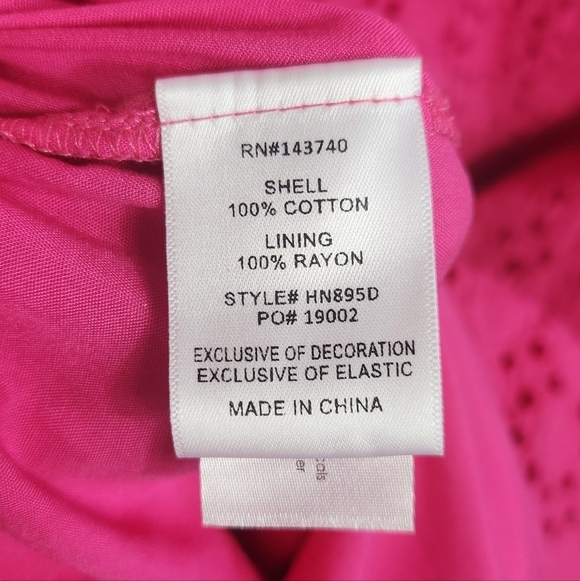 RN#143740
SHELL
100% COTTON
LINING
100% RAYON
STYLE# HN895D
PO# 19002
EXCLUSIVE OF DECORATION
EXCLUSIVE OF ELASTIC
MADE IN CHINA